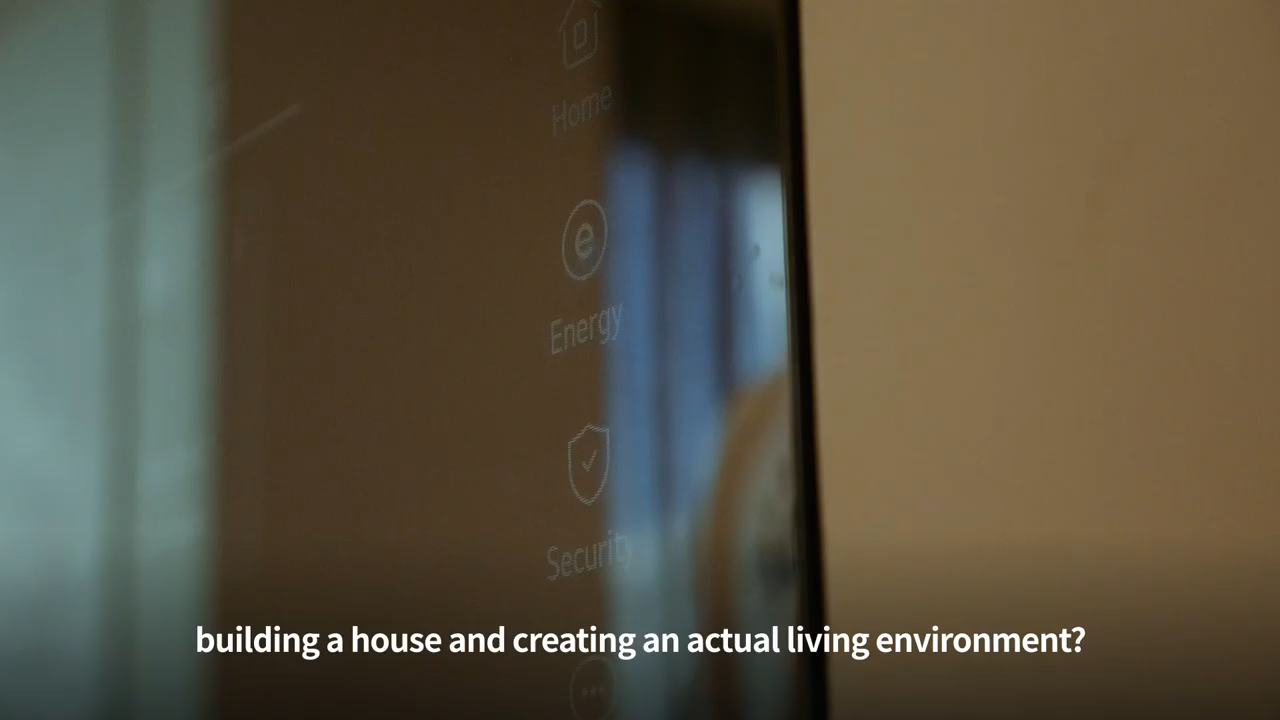 Home
e
Energy
Security
building a house and creating an actual living environment?